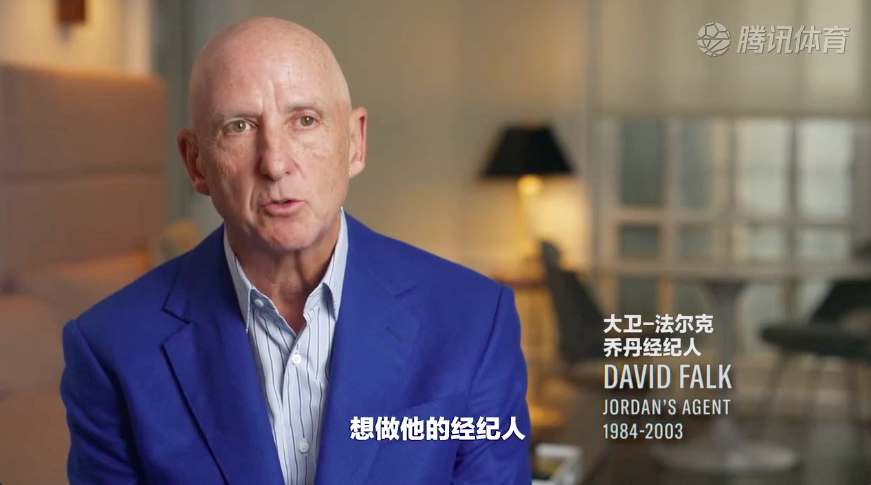 腾讯体育
大卫-法尔克
乔丹经纪人
DAVID FALK
JORDAN'S AGENT
1984-2003
想做他的经纪人